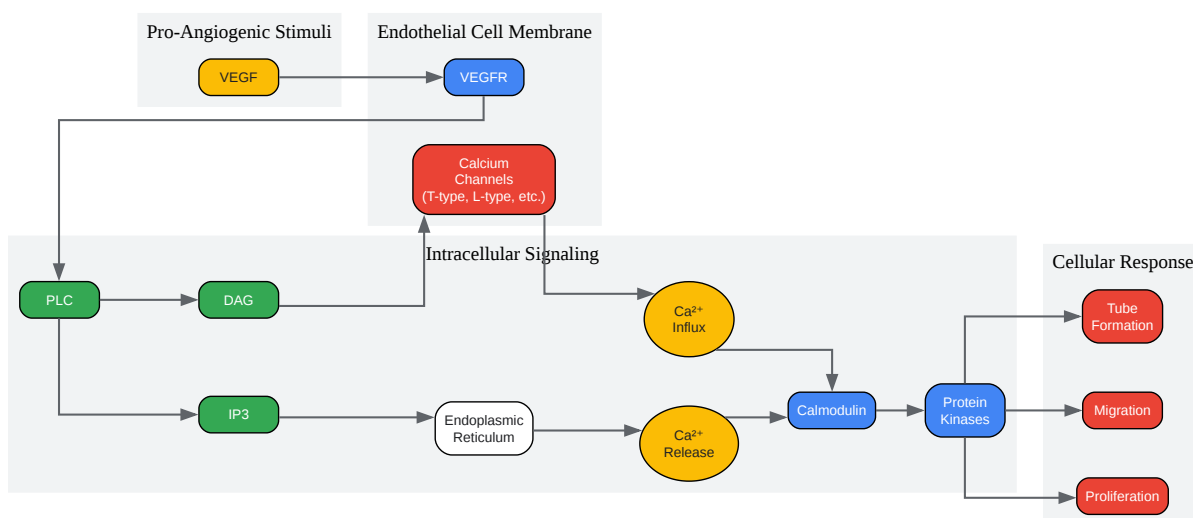 Pro-Angiogenic Stimuli
Endothelial Cell Membrane
VEGF
VEGFR
Calcium
Channels
(T-type, L-type, etc.)
Intracellular Signaling
Cellular Response
PLC
DAG
Ca²⁺
Influx
Tube
Formation
IP3
Endoplasmic
Reticulum
Ca²⁺
Release
Calmodulin
Protein
Kinases
Migration
Proliferation